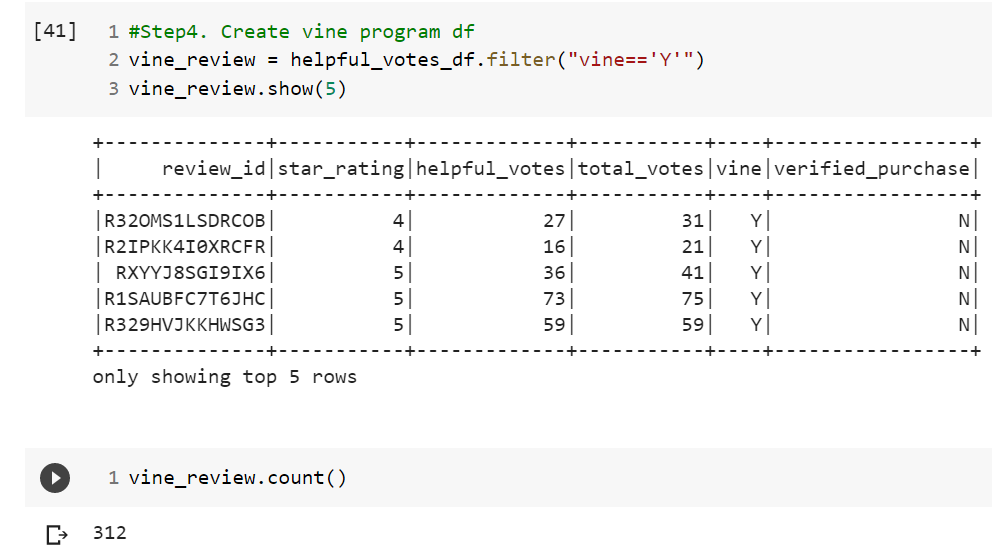 [41] 1 #Step4. Create vine program df
2 vine_review = helpful_votes_df.filter("vine=='Y'")
3 vine_review.show(5)
+--------------+-----------+-------------+-----------+----+-----------------+
|     review_id|star_rating|helpful_votes|total_votes|vine|verified_purchase|
+--------------+-----------+-------------+-----------+----+-----------------+
|R32OMS1LSDRCOB|          4|           27|         31|   Y|                N|
|R2IPKK4I0XRCFR|          4|           16|         21|   Y|                N|
| RXYYJ8SGI9IX6|          5|           36|         41|   Y|                N|
|R1SAUBFC7T6JHC|          5|           73|         75|   Y|                N|
|R329HVJKKHWSG3|          5|           59|         59|   Y|                N|
+--------------+-----------+-------------+-----------+----+-----------------+
only showing top 5 rows
1 vine_review.count()
312